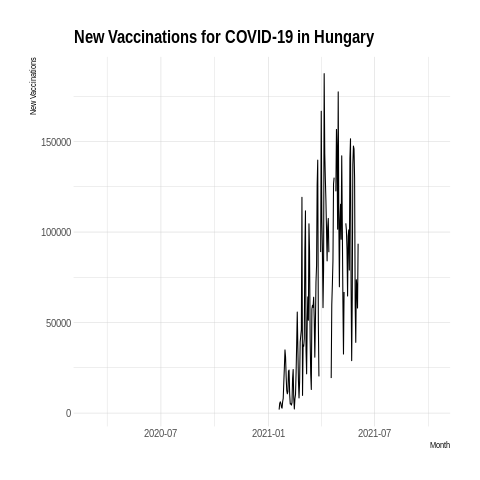 New Vaccinations for COVID-19 in Hungary
New Vaccinations
150000
100000
50000
0
2020-07
2021-01
2021-07
Month